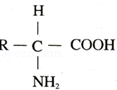 H
R – C – COOH
NH₂